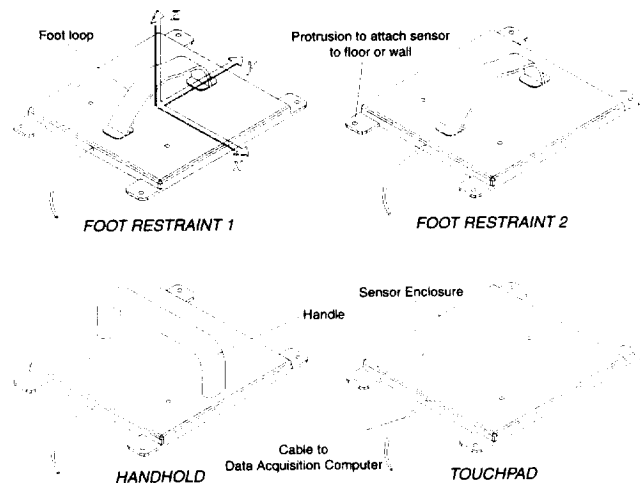 Z
Foot loop
Y
Protrusion to attach sensor
to floor or wall
X
FOOT RESTRAINT 1
FOOT RESTRAINT 2
Sensor Enclosure
Handle
Cable to
Data Acquisition Computer
HANDHOLD
TOUCHPAD